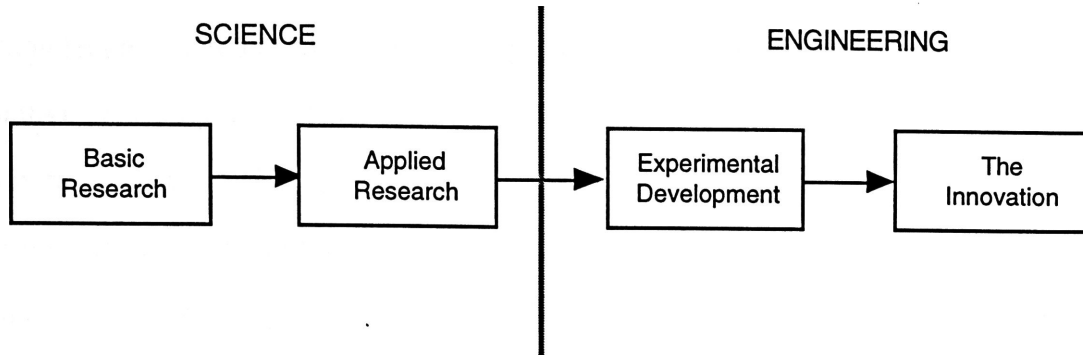 SCIENCE
ENGINEERING
Basic
Research
Applied
Research
Experimental
Development
The
Innovation